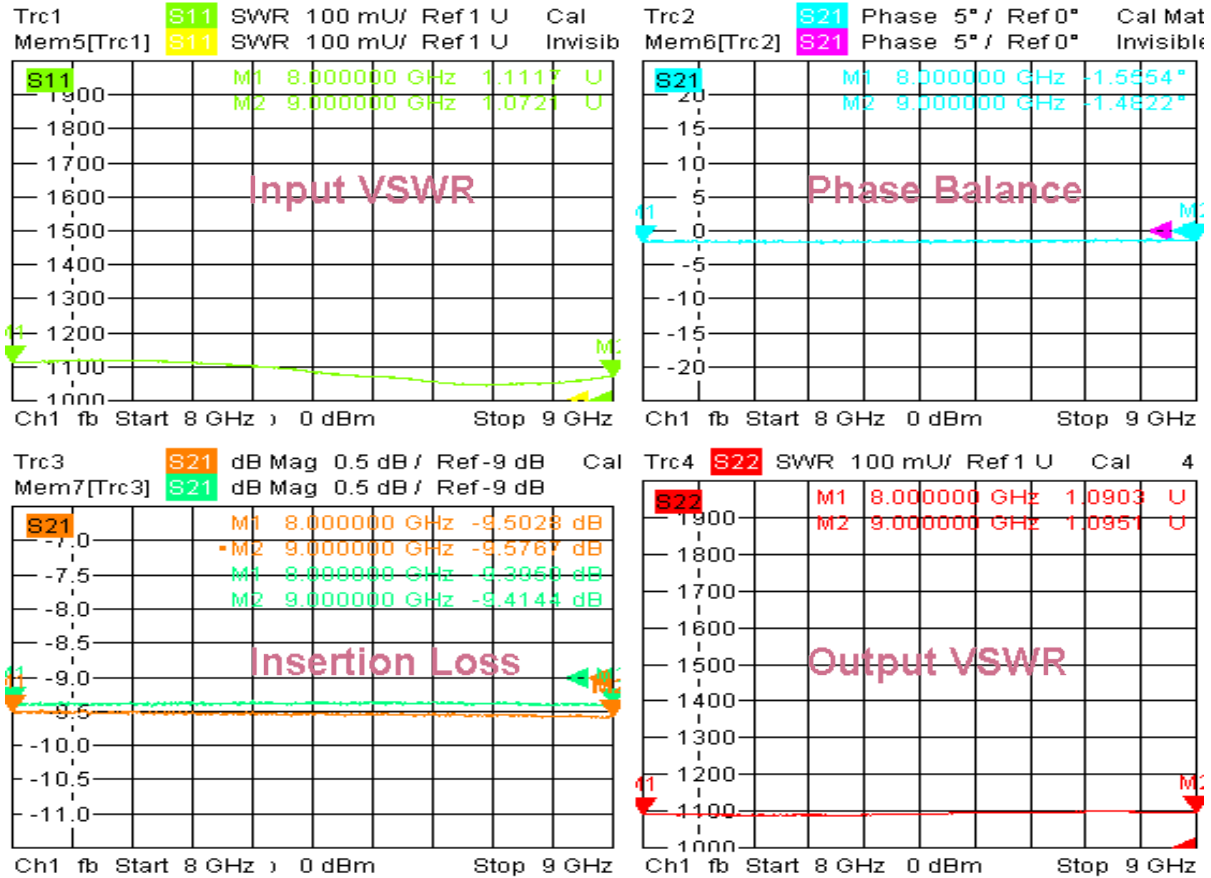 Trc1 S11 SWR 100 mU/ Ref 1 U Cal
Mem5[Trc1] S11 SWR 100 mU/ Ref 1 U Invisib
S11
M1 8.000000 GHz 1.1117 U
M2 9.000000 GHz 1.0721 U
1900
1800
1700
1600
Input VSWR
1500
1400
1300
1200
1100
1000
M2
Ch1 fb Start 8 GHz 0 dBm Stop 9 GHz
Trc2 S21 Phase 5° / Ref 0° Cal Mat
Mem6[Trc2] S21 Phase 5° / Ref 0° Invisible
S21
M1 8.000000 GHz -1.5554°
M2 9.000000 GHz -1.4822°
20
15
10
5
Phase Balance
0
-5
-10
-15
-20
Ch1 fb Start 8 GHz 0 dBm Stop 9 GHz
Trc3 S21 dB Mag 0.5 dB / Ref -9 dB Cal
Mem7[Trc3] S21 dB Mag 0.5 dB / Ref -9 dB
S21
M1 8.000000 GHz -9.5028 dB
•M2 9.000000 GHz -9.5767 dB
M1 8.000000 GHz -9.3950 dB
M2 9.000000 GHz -9.4144 dB
-7.0
-7.5
-8.0
-8.5
Insertion Loss
-9.0
-9.5
-10.0
-10.5
-11.0
Ch1 fb Start 8 GHz 0 dBm Stop 9 GHz
Trc4 S22 SWR 100 mU/ Ref 1 U Cal 4
S22
M1 8.000000 GHz 1.0903 U
M2 9.000000 GHz 1.0951 U
1900
1800
1700
1600
1500
Output VSWR
1400
1300
1200
1100
1000
Ch1 fb Start 8 GHz 0 dBm Stop 9 GHz